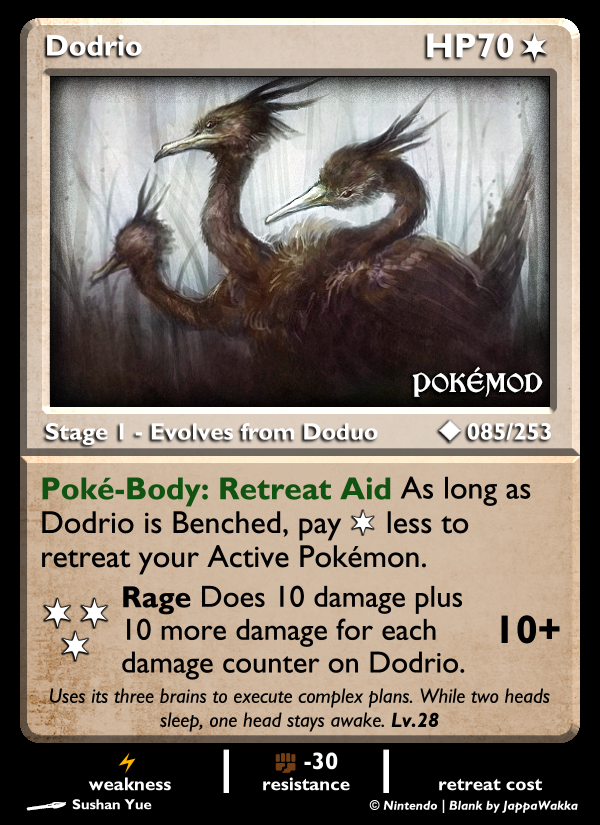 Dodrio HP70
POKÉMOD
Stage 1 - Evolves from Doduo 085/253
Poké-Body: Retreat Aid As long as
Dodrio is Benched, pay less to
retreat your Active Pokémon.
Rage Does 10 damage plus
10 more damage for each
damage counter on Dodrio.
10+
Uses its three brains to execute complex plans. While two heads
sleep, one head stays awake. Lv.28
-30
weakness resistance retreat cost
Sushan Yue © Nintendo | Blank by JappaWakka